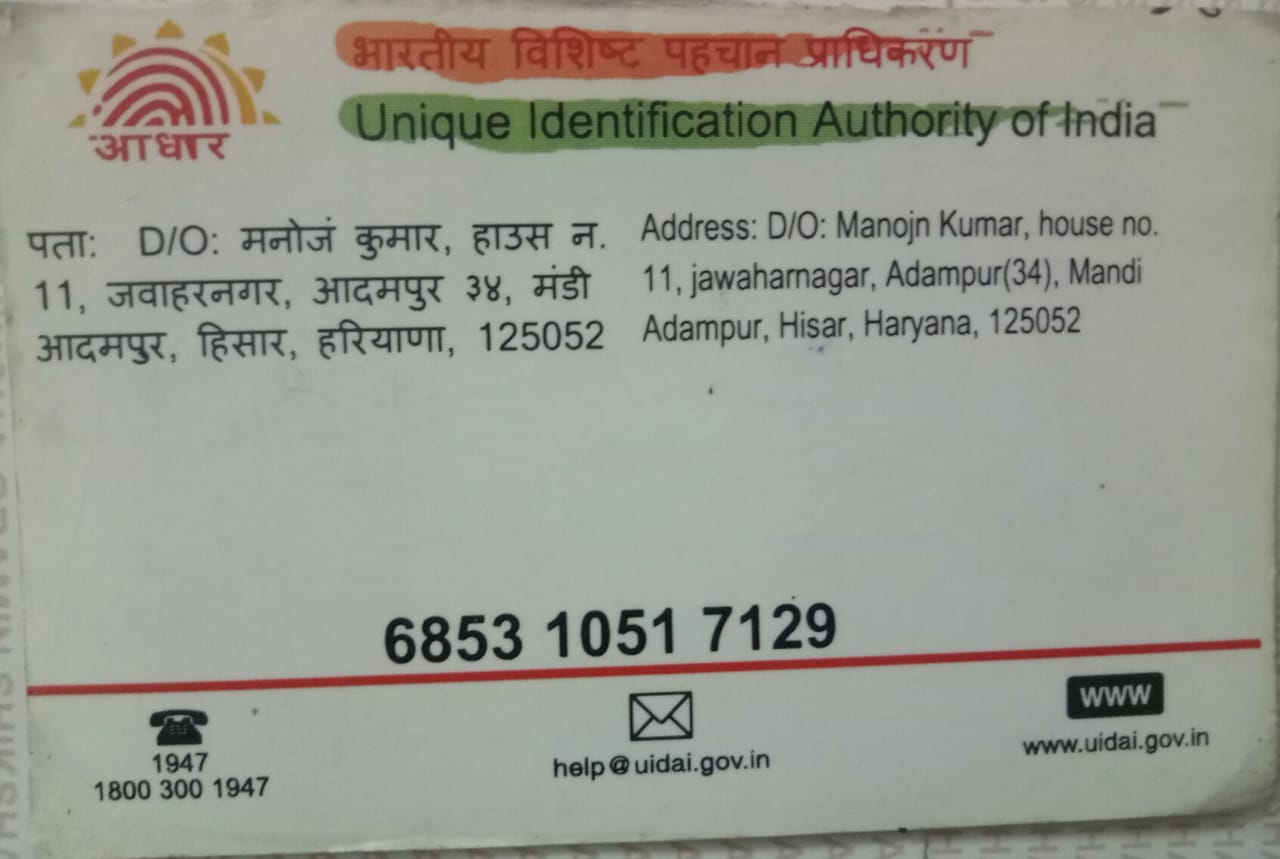 भारतीय विशिष्ट पहचान प्राधिकरण
Unique Identification Authority of India
आधार
पता: D/O: मनोजं कुमार, हाउस न.
11, जवाहरनगर, आदमपुर ३४, मंडी
आदमपुर, हिसार, हरियाणा, 125052
Address: D/O: Manojn Kumar, house no.
11, jawaharnagar, Adampur(34), Mandi
Adampur, Hisar, Haryana, 125052
6853 1051 7129
1947
1800 300 1947
help@uidai.gov.in
www
www.uidai.gov.in